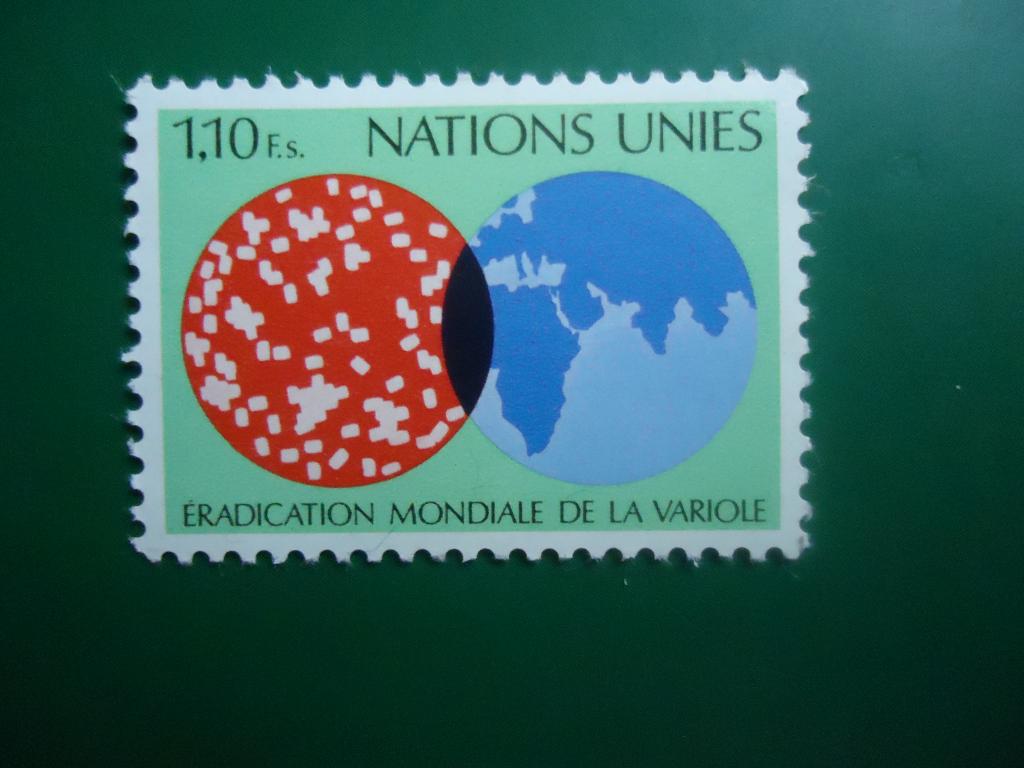 1,10 F.s. NATIONS UNIES
ÉRADICATION MONDIALE DE LA VARIOLE